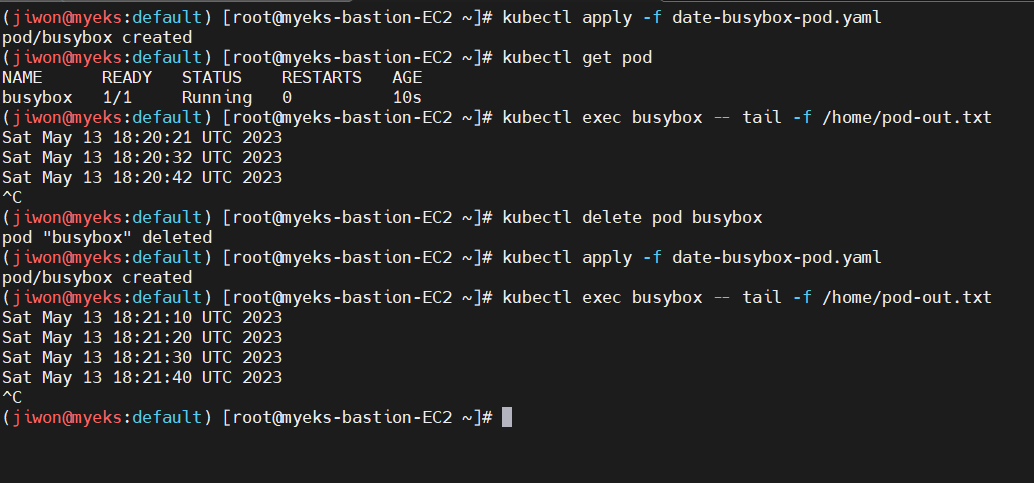 (jiwon@myeks:default) [root@myeks-bastion-EC2 ~]# kubectl apply -f date-busybox-pod.yaml
pod/busybox created
(jiwon@myeks:default) [root@myeks-bastion-EC2 ~]# kubectl get pod
NAME      READY   STATUS    RESTARTS   AGE
busybox   1/1     Running   0          10s
(jiwon@myeks:default) [root@myeks-bastion-EC2 ~]# kubectl exec busybox -- tail -f /home/pod-out.txt
Sat May 13 18:20:21 UTC 2023
Sat May 13 18:20:32 UTC 2023
Sat May 13 18:20:42 UTC 2023
^C
(jiwon@myeks:default) [root@myeks-bastion-EC2 ~]# kubectl delete pod busybox
pod "busybox" deleted
(jiwon@myeks:default) [root@myeks-bastion-EC2 ~]# kubectl apply -f date-busybox-pod.yaml
pod/busybox created
(jiwon@myeks:default) [root@myeks-bastion-EC2 ~]# kubectl exec busybox -- tail -f /home/pod-out.txt
Sat May 13 18:21:10 UTC 2023
Sat May 13 18:21:20 UTC 2023
Sat May 13 18:21:30 UTC 2023
Sat May 13 18:21:40 UTC 2023
^C
(jiwon@myeks:default) [root@myeks-bastion-EC2 ~]#